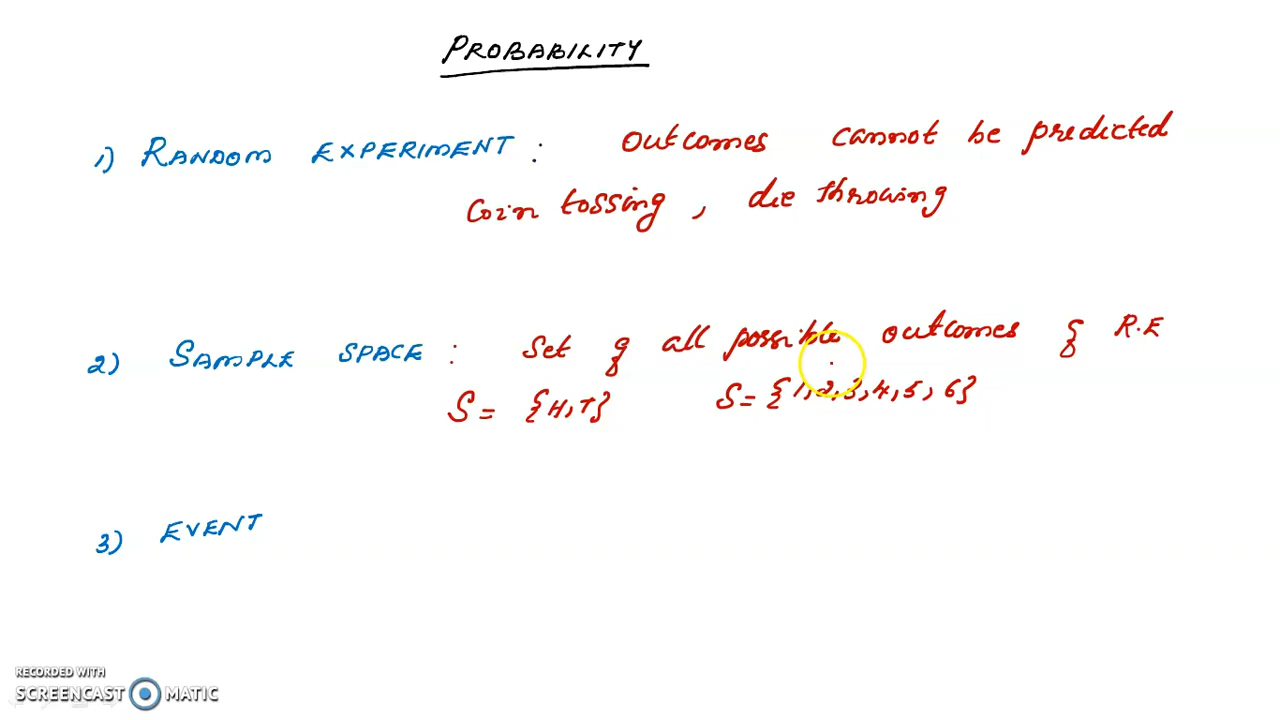 PROBABILITY
1) RANDOM EXPERIMENT : Outcomes cannot be predicted
Coin tossing , die throwing
2) SAMPLE SPACE : Set of all possible outcomes of R.E
S = {H,T} S = {1,2,3,4,5,6}
3) EVENT
RECORDED WITH
SCREENCAST MATIC